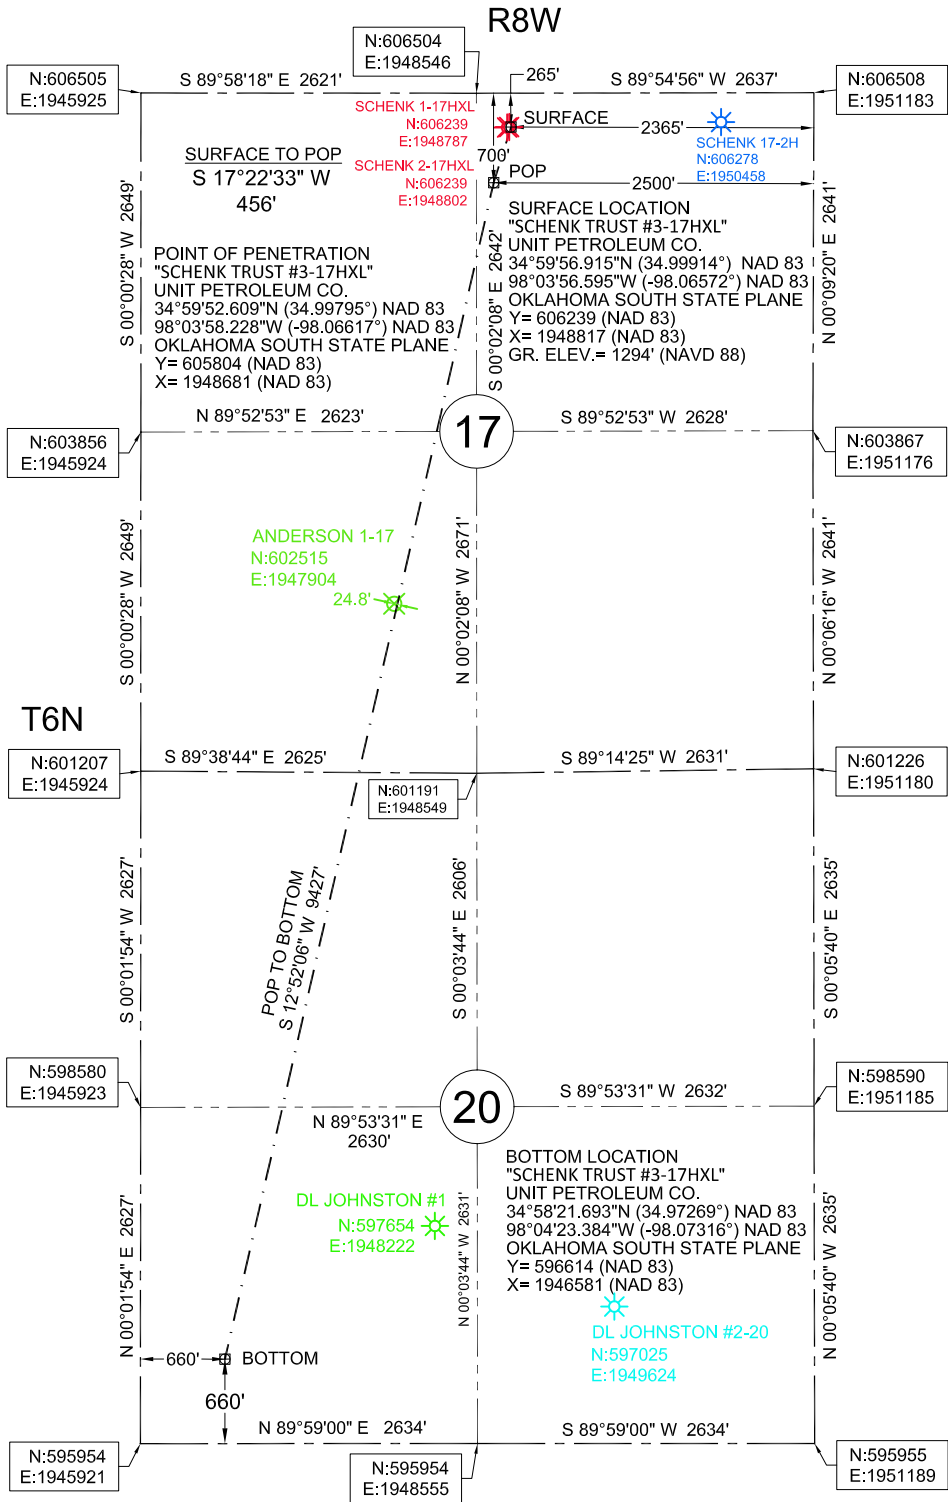 R8W
N:606504
E:1948546
N:606505
E:1945925
S 89°58'18" E 2621'
265'
S 89°54'56" W 2637'
N:606508
E:1951183
SCHENK 1-17HXL
N:606239
E:1948787
SURFACE
2365'
SCHENK 17-2H
N:606278
E:1950458
SURFACE TO POP
S 17°22'33" W
456'
SCHENK 2-17HXL
N:606239
E:1948802
700'
POP
2500'
S 00°00'28" W 2649'
S 00°02'08" E 2642'
N 00°09'20" E 2641'
POINT OF PENETRATION
"SCHENK TRUST #3-17HXL"
UNIT PETROLEUM CO.
34°59'52.609"N (34.99795°) NAD 83
98°03'58.228"W (-98.06617°) NAD 83
OKLAHOMA SOUTH STATE PLANE
Y= 605804 (NAD 83)
X= 1948681 (NAD 83)
SURFACE LOCATION
"SCHENK TRUST #3-17HXL"
UNIT PETROLEUM CO.
34°59'56.915"N (34.99914°) NAD 83
98°03'56.595"W (-98.06572°) NAD 83
OKLAHOMA SOUTH STATE PLANE
Y= 606239 (NAD 83)
X= 1948817 (NAD 83)
GR. ELEV.= 1294' (NAVD 88)
N 89°52'53" E 2623'
17
S 89°52'53" W 2628'
N:603856
E:1945924
N:603867
E:1951176
S 00°00'28" W 2649'
ANDERSON 1-17
N:602515
E:1947904
24.8'
N 00°02'08" W 2671'
N 00°06'16" W 2641'
T6N
S 89°38'44" E 2625'
S 89°14'25" W 2631'
N:601207
E:1945924
N:601191
E:1948549
N:601226
E:1951180
S 00°01'54" W 2627'
POP TO BOTTOM
S 12°52'06" W 9427'
S 00°03'44" E 2606'
S 00°05'40" E 2635'
N:598580
E:1945923
N 89°53'31" E
2630'
20
S 89°53'31" W 2632'
N:598590
E:1951185
N 00°01'54" E 2627'
DL JOHNSTON #1
N:597654
E:1948222
N 00°03'44" W 2631'
BOTTOM LOCATION
"SCHENK TRUST #3-17HXL"
UNIT PETROLEUM CO.
34°58'21.693"N (34.97269°) NAD 83
98°04'23.384"W (-98.07316°) NAD 83
OKLAHOMA SOUTH STATE PLANE
Y= 596614 (NAD 83)
X= 1946581 (NAD 83)
N 00°05'40" W 2635'
DL JOHNSTON #2-20
N:597025
E:1949624
660'
BOTTOM
660'
N 89°59'00" E 2634'
S 89°59'00" W 2634'
N:595954
E:1945921
N:595954
E:1948555
N:595955
E:1951189